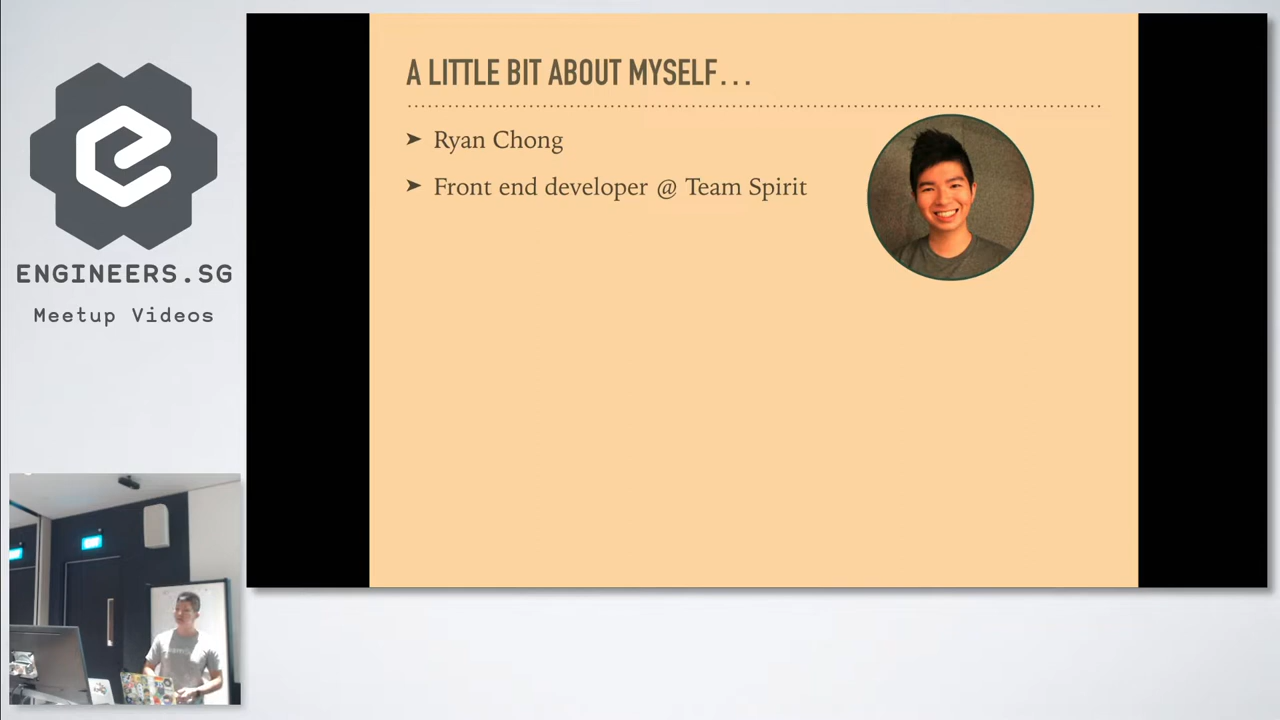 ENGINEERS.SG
Meetup Videos
A LITTLE BIT ABOUT MYSELF...
➤ Ryan Chong
➤ Front end developer @ Team Spirit